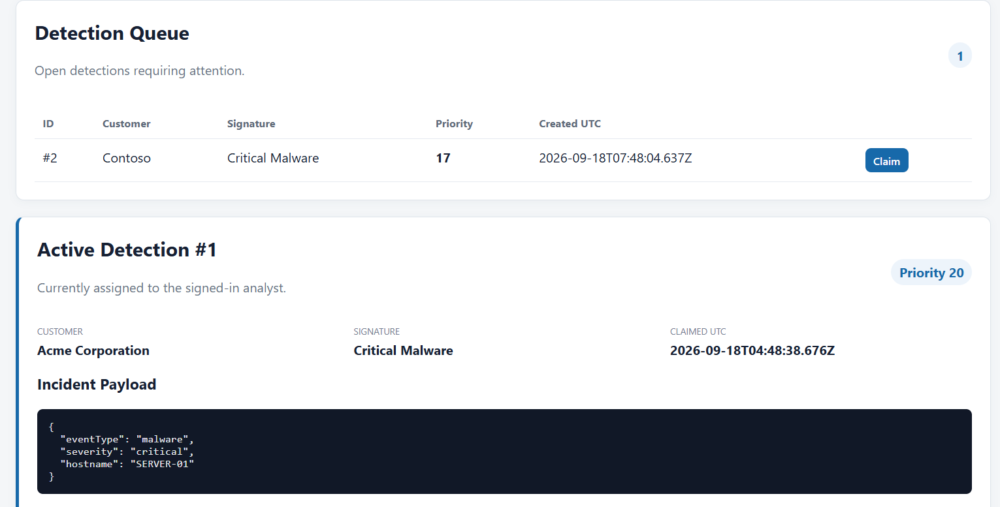 Detection Queue
1
Open detections requiring attention.
ID Customer Signature Priority Created UTC
#2 Contoso Critical Malware 17 2026-09-18T07:48:04.637Z Claim
Active Detection #1
Priority 20
Currently assigned to the signed-in analyst.
CUSTOMER SIGNATURE CLAIMED UTC
Acme Corporation Critical Malware 2026-09-18T04:48:38.676Z
Incident Payload
{
  "eventType": "malware",
  "severity": "critical",
  "hostname": "SERVER-01"
}